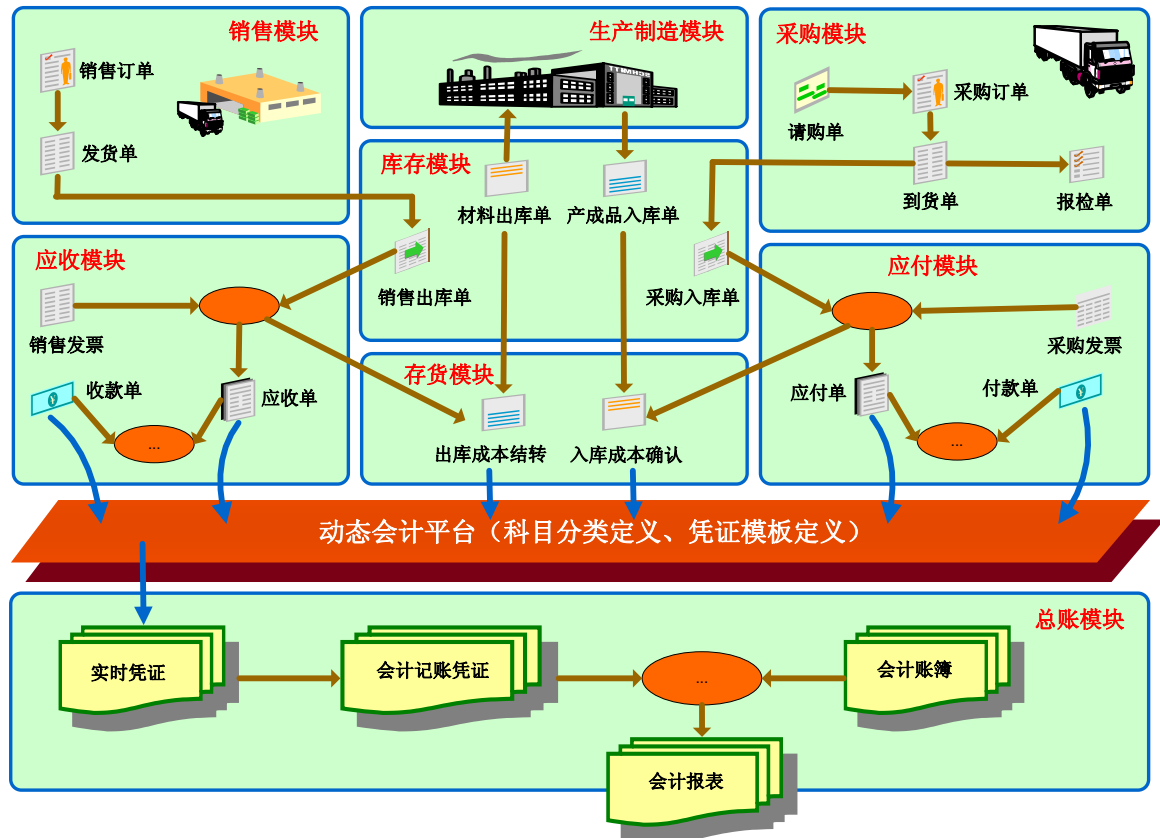 销售模块
生产制造模块
采购模块
销售订单
采购订单
请购单
发货单
库存模块
到货单
报检单
材料出库单
产成品入库单
应收模块
应付模块
销售出库单
采购入库单
销售发票
采购发票
存货模块
收款单
应收单
应付单
付款单
...
...
出库成本结转
入库成本确认
动态会计平台（科目分类定义、凭证模板定义）
总账模块
实时凭证
会计记账凭证
...
会计账簿
会计报表